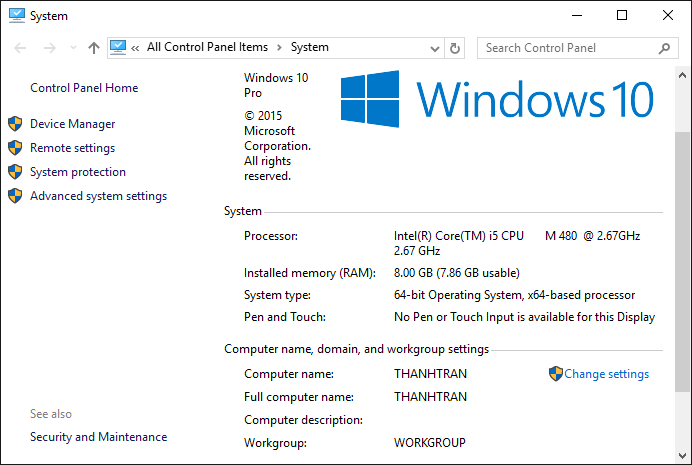 System
All Control Panel Items
System
Search Control Panel
Control Panel Home
Device Manager
Remote settings
System protection
Advanced system settings
See also
Security and Maintenance
Windows 10
Pro
© 2015
Microsoft
Corporation.
All rights
reserved.
Windows 10
System
Processor: Intel(R) Core(TM) i5 CPU M 480 @ 2.67GHz
2.67 GHz
Installed memory (RAM): 8.00 GB (7.86 GB usable)
System type: 64-bit Operating System, x64-based processor
Pen and Touch: No Pen or Touch Input is available for this Display
Computer name, domain, and workgroup settings
Computer name: THANHTRAN Change settings
Full computer name: THANHTRAN
Computer description:
Workgroup: WORKGROUP